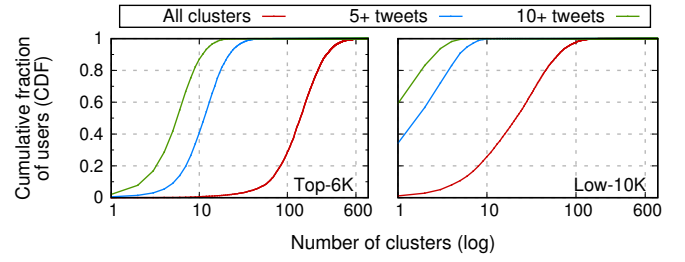 All clusters 5+ tweets 10+ tweets
Cumulative fraction
of users (CDF)
1
0.8
0.6
0.4
0.2
0
1 10 100 600
Top-6K
1 10 100 600
Low-10K
Number of clusters (log)